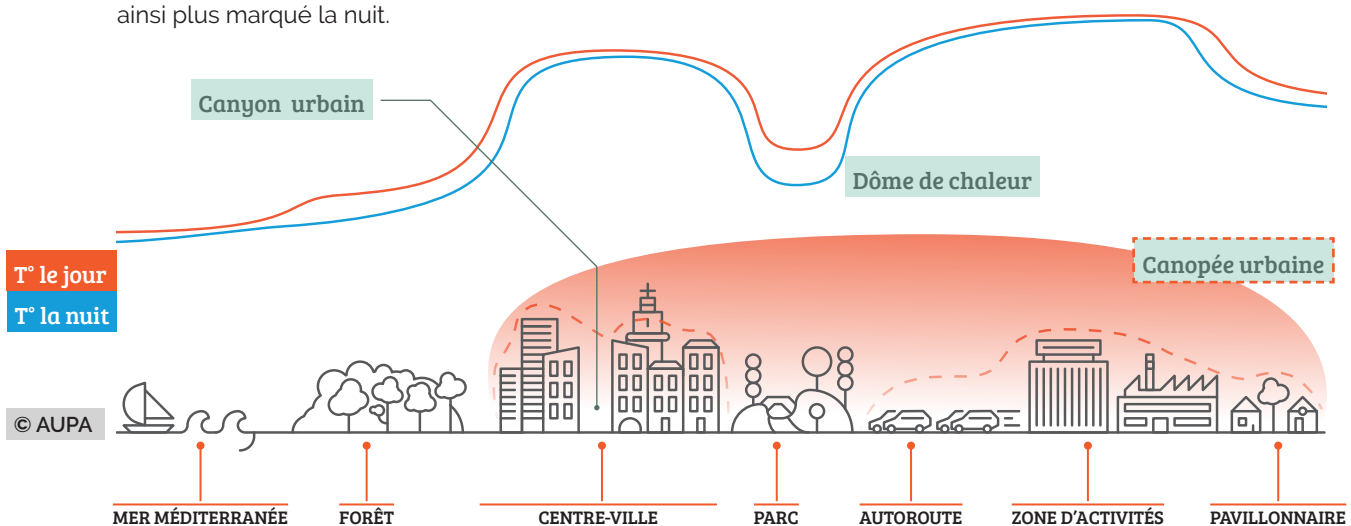 ainsi plus marqué la nuit.
Canyon urbain
Dôme de chaleur
Canopée urbaine
T° le jour
T° la nuit
© AUPA
MER MÉDITERRANÉE
FORÊT
CENTRE-VILLE
PARC
AUTOROUTE
ZONE D'ACTIVITÉS
PAVILLONNAIRE